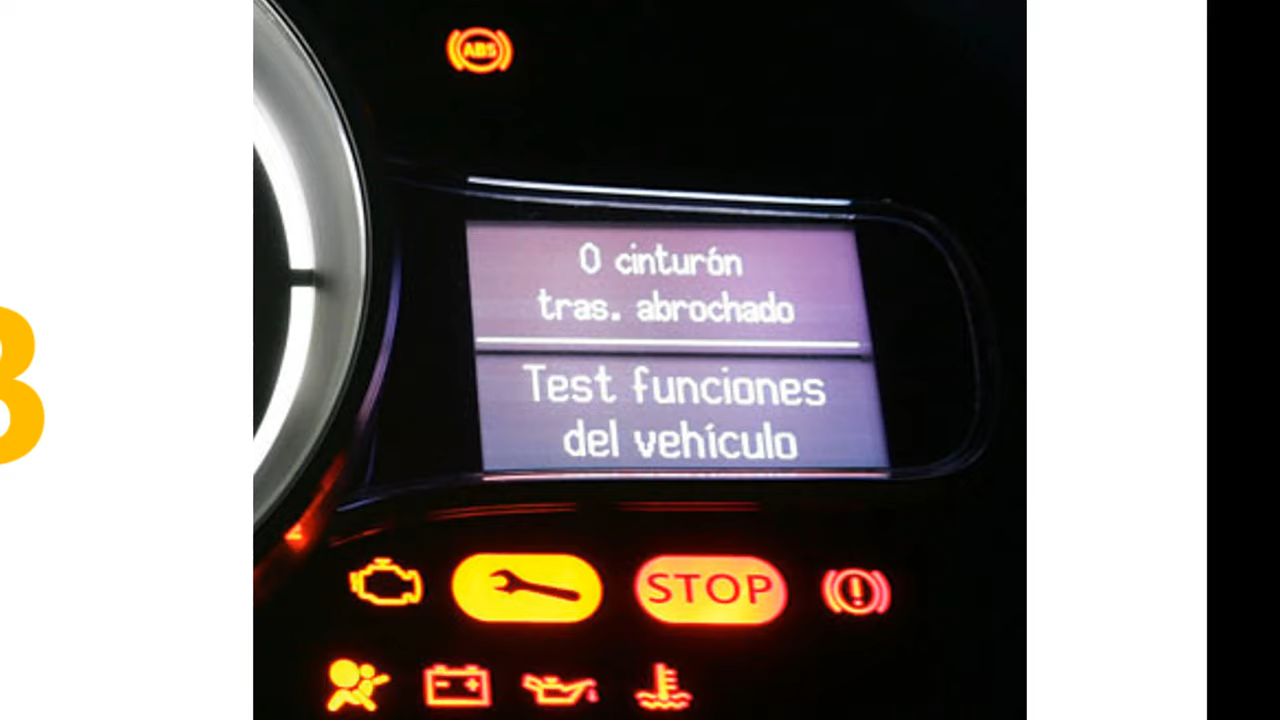 ABS
0 cinturón
tras. abrochado
Test funciones
del vehículo
STOP